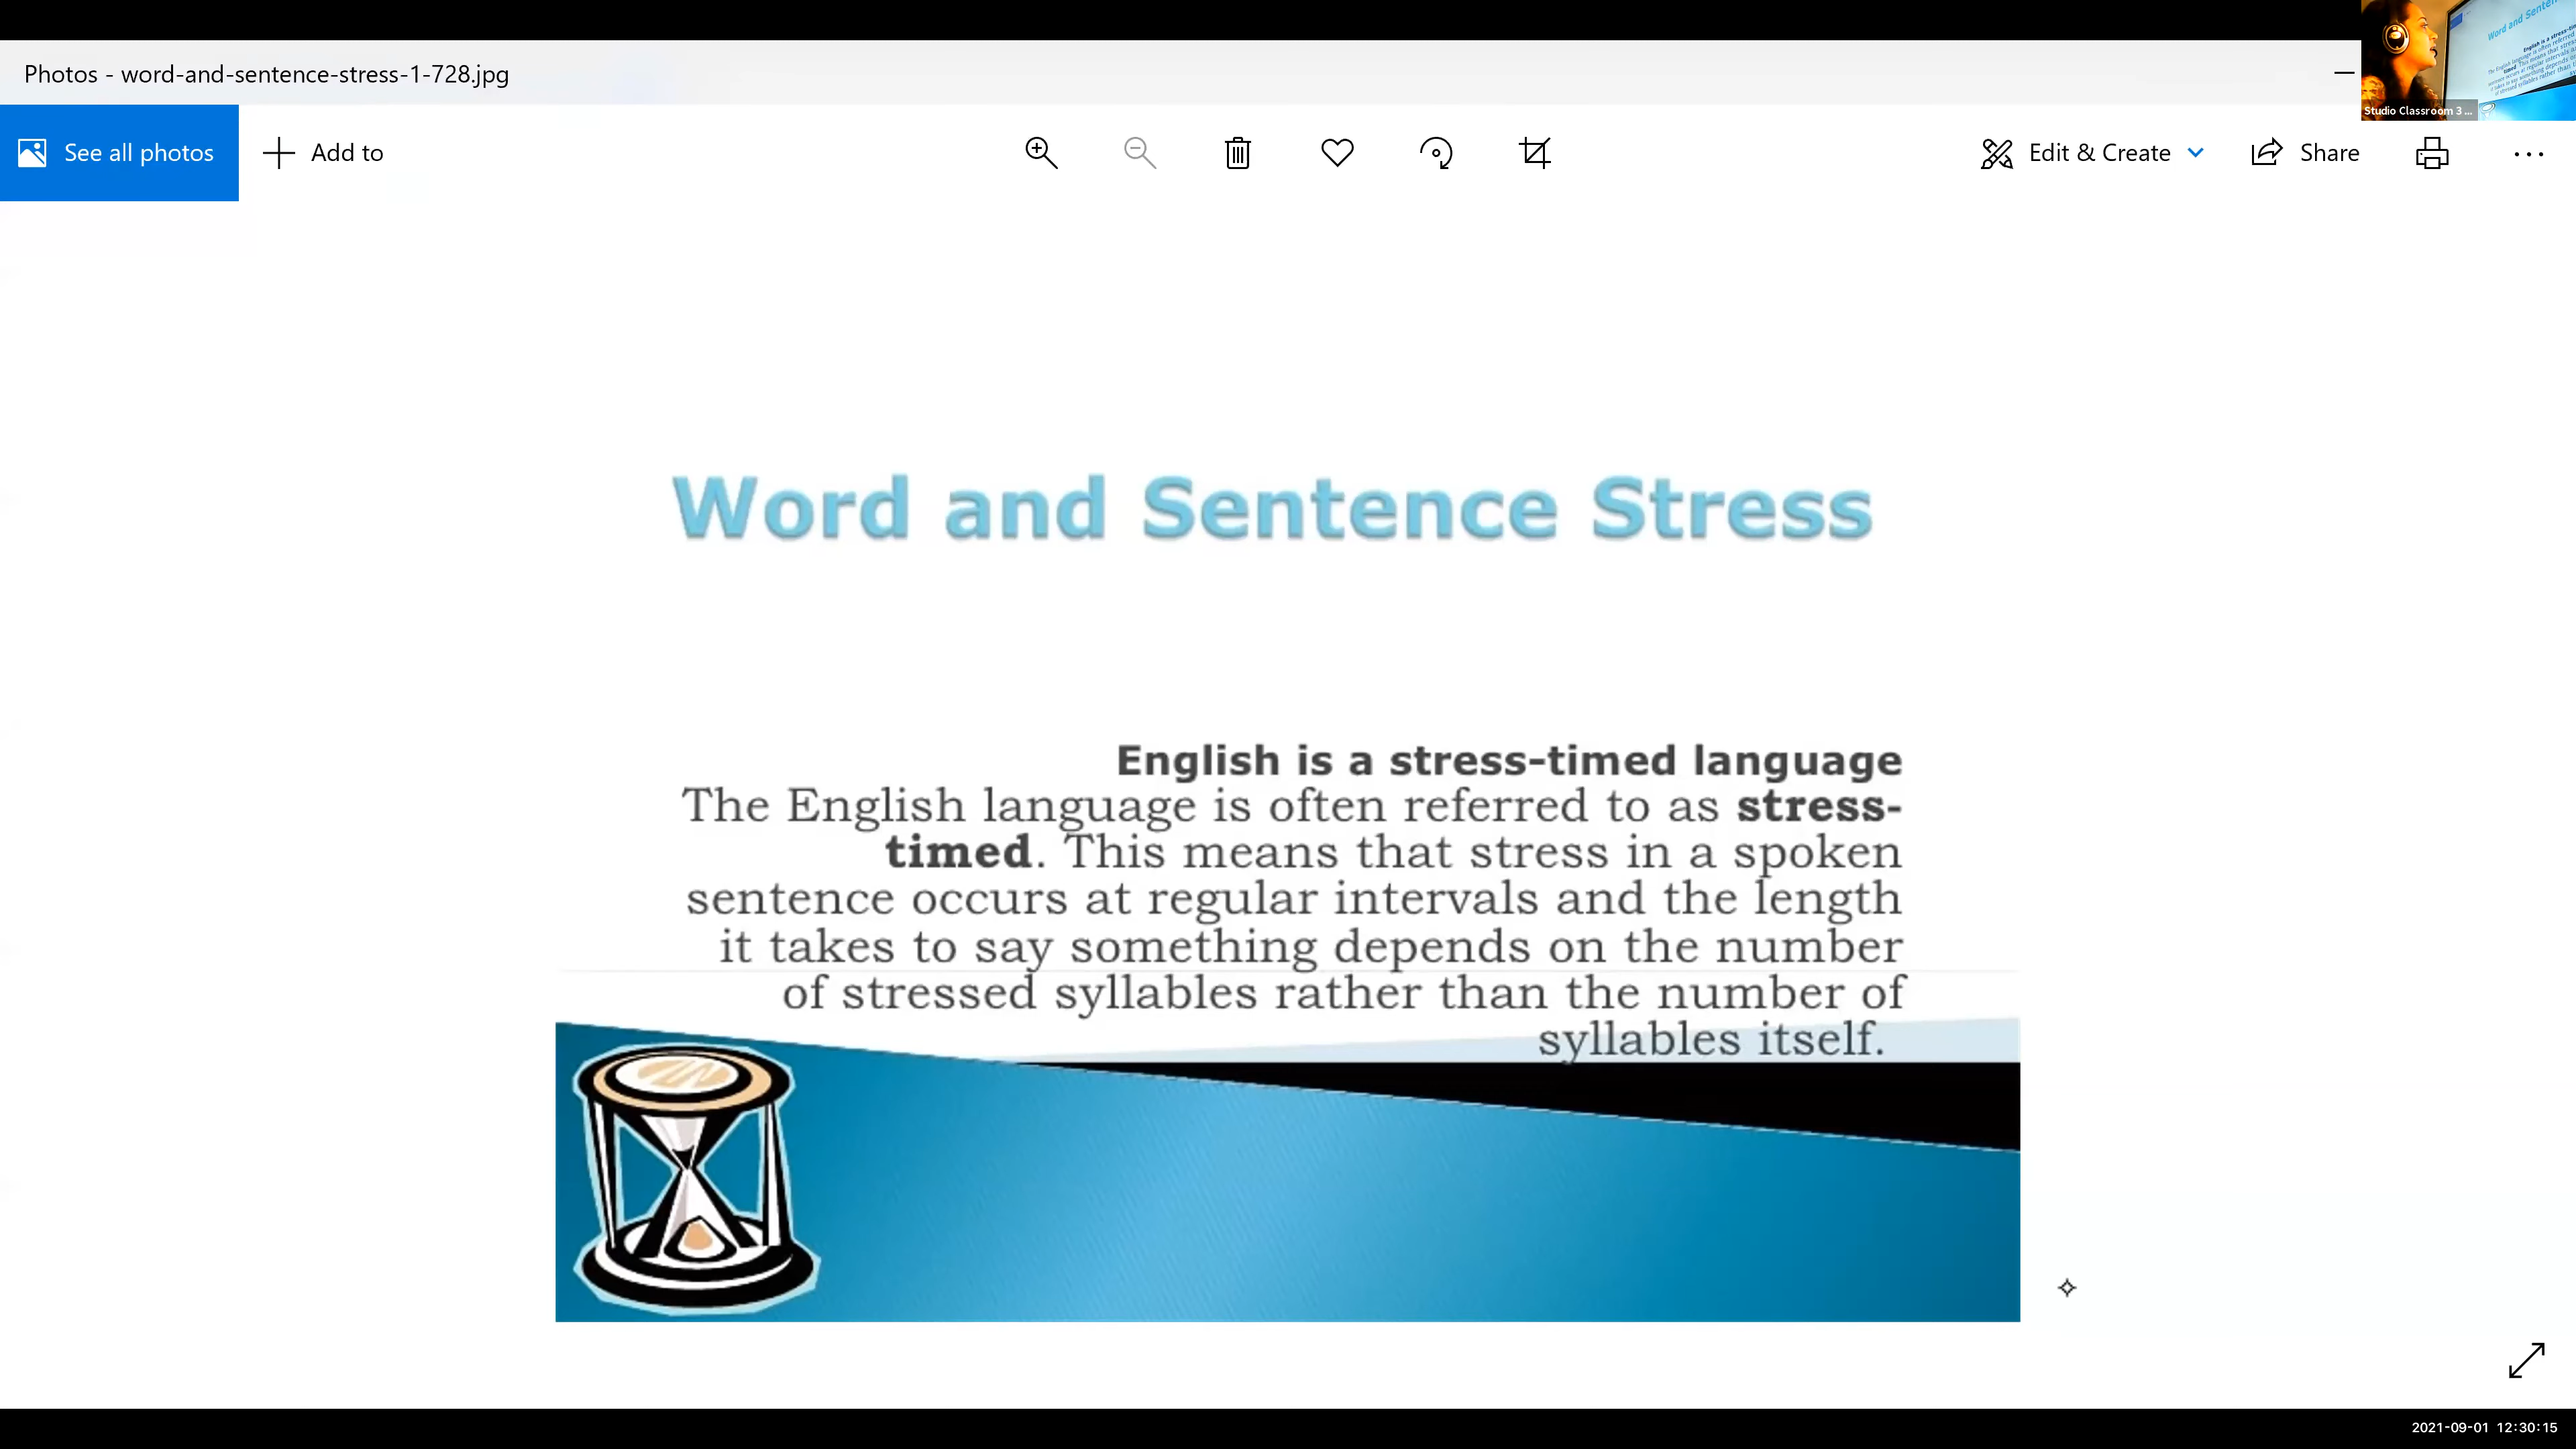 Photos - word-and-sentence-stress-1-728.jpg
Studio Classroom 3 ...
See all photos
Add to
Edit & Create
Share
Word and Sentence Stress
English is a stress-timed language
The English language is often referred to as stress-
timed. This means that stress in a spoken
sentence occurs at regular intervals and the length
it takes to say something depends on the number
of stressed syllables rather than the number of
syllables itself.
2021-09-01 12:30:15